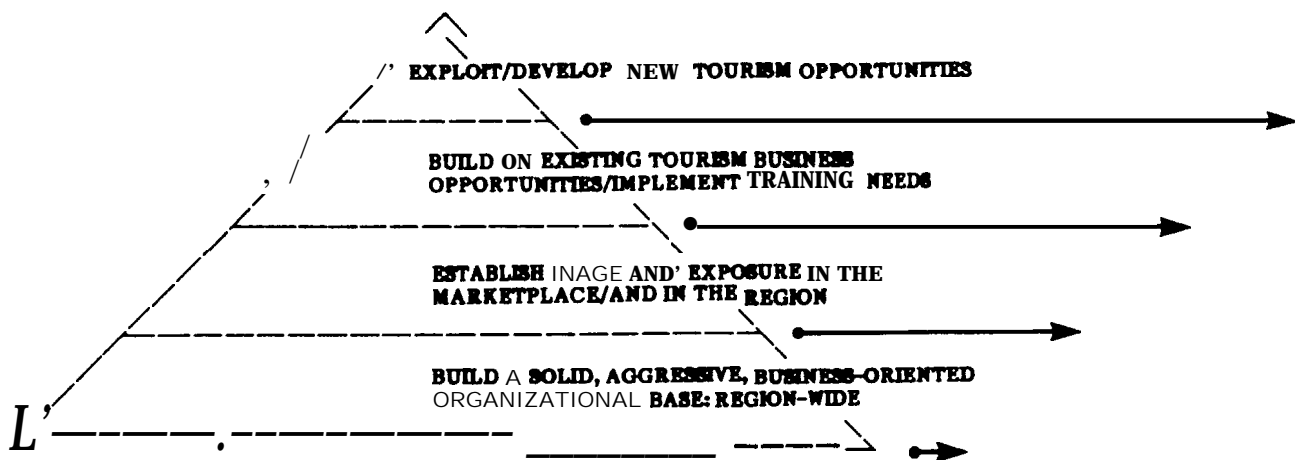 EXPLOIT/DEVELOP NEW TOURISM OPPORTUNITIES
BUILD ON EXISTING TOURISM BUSINESS
OPPORTUNITIES/IMPLEMENT TRAINING NEEDS
ESTABLISH INAGE AND' EXPOSURE IN THE
MARKETPLACE/AND IN THE REGION
BUILD A SOLID, AGGRESSIVE, BUSINESS-ORIENTED
ORGANIZATIONAL BASE: REGION-WIDE